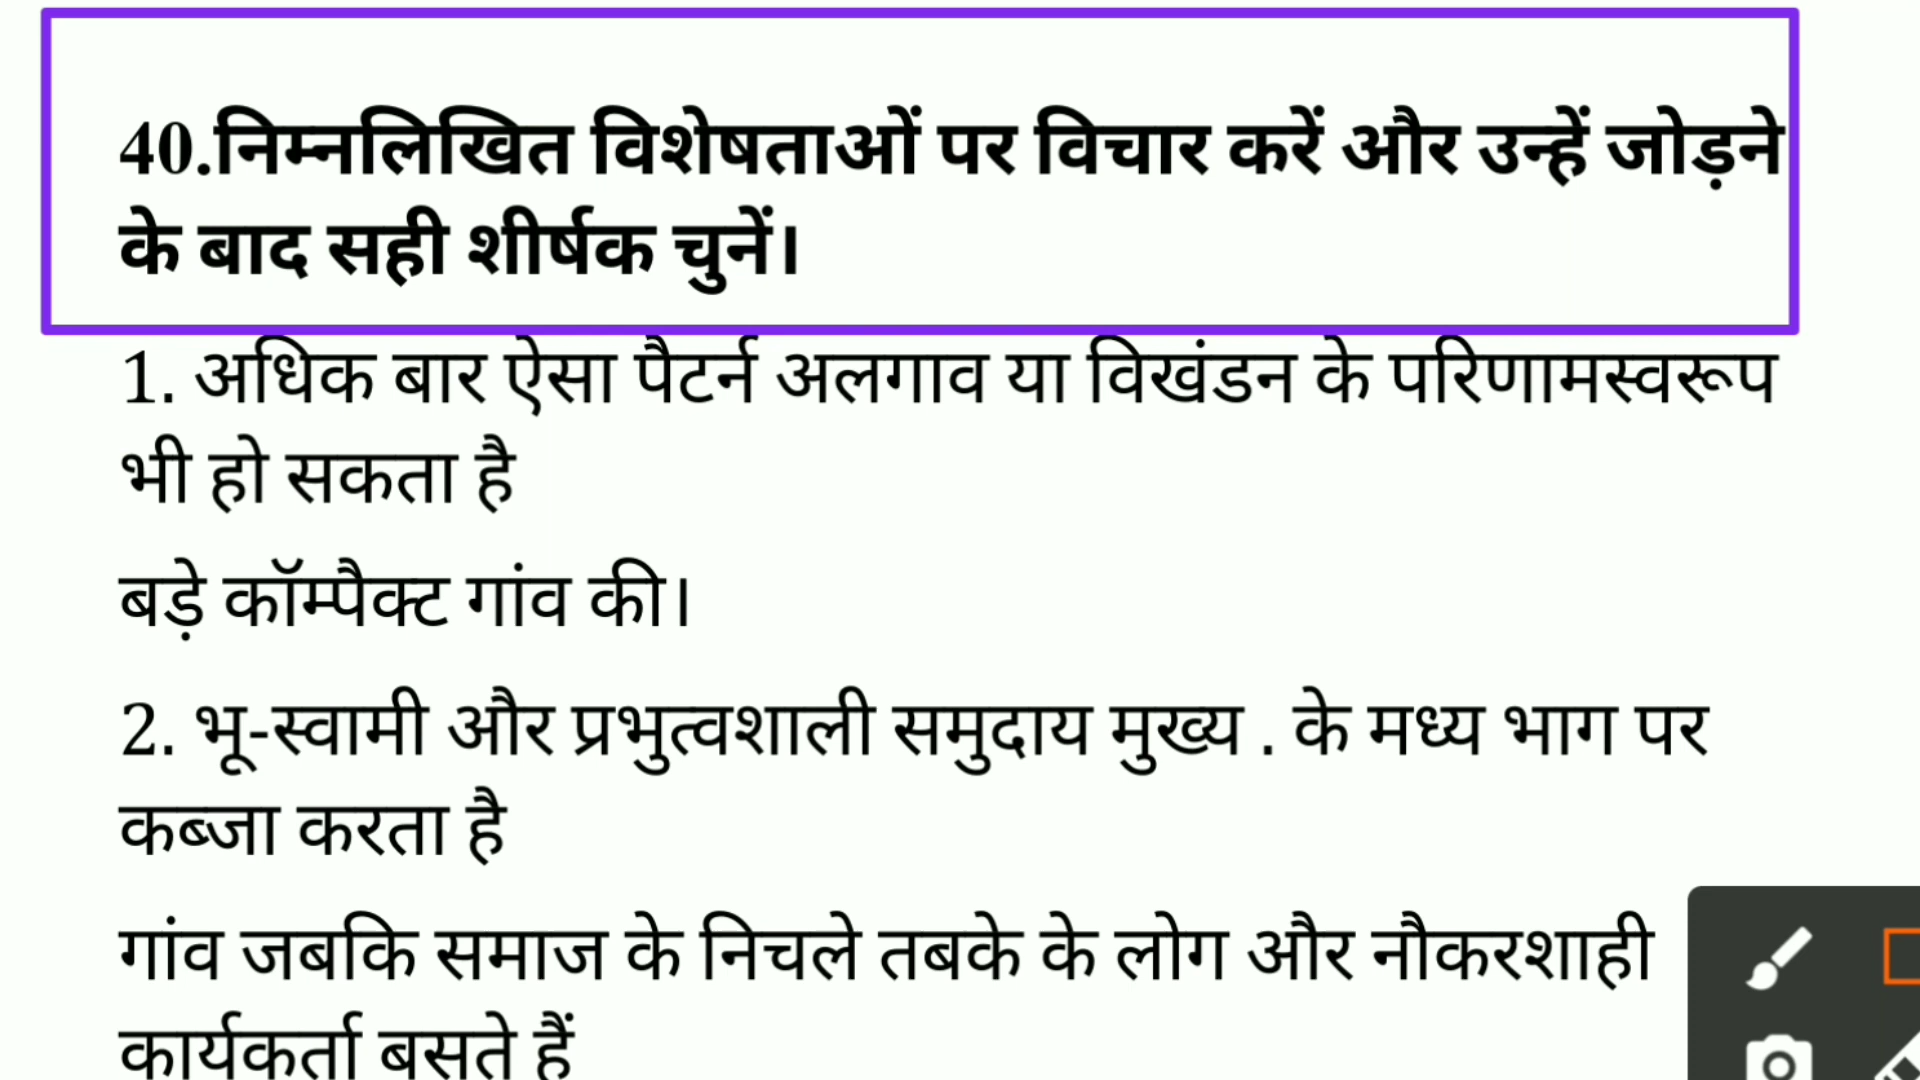 40.निम्नलिखित विशेषताओं पर विचार करें और उन्हें जोड़ने
के बाद सही शीर्षक चुनें।
1. अधिक बार ऐसा पैटर्न अलगाव या विखंडन के परिणामस्वरूप
भी हो सकता है
बड़े कॉम्पैक्ट गांव की।
2. भू-स्वामी और प्रभुत्वशाली समुदाय मुख्य . के मध्य भाग पर
कब्जा करता है
गांव जबकि समाज के निचले तबके के लोग और नौकरशाही
कार्यकर्ता बसते हैं